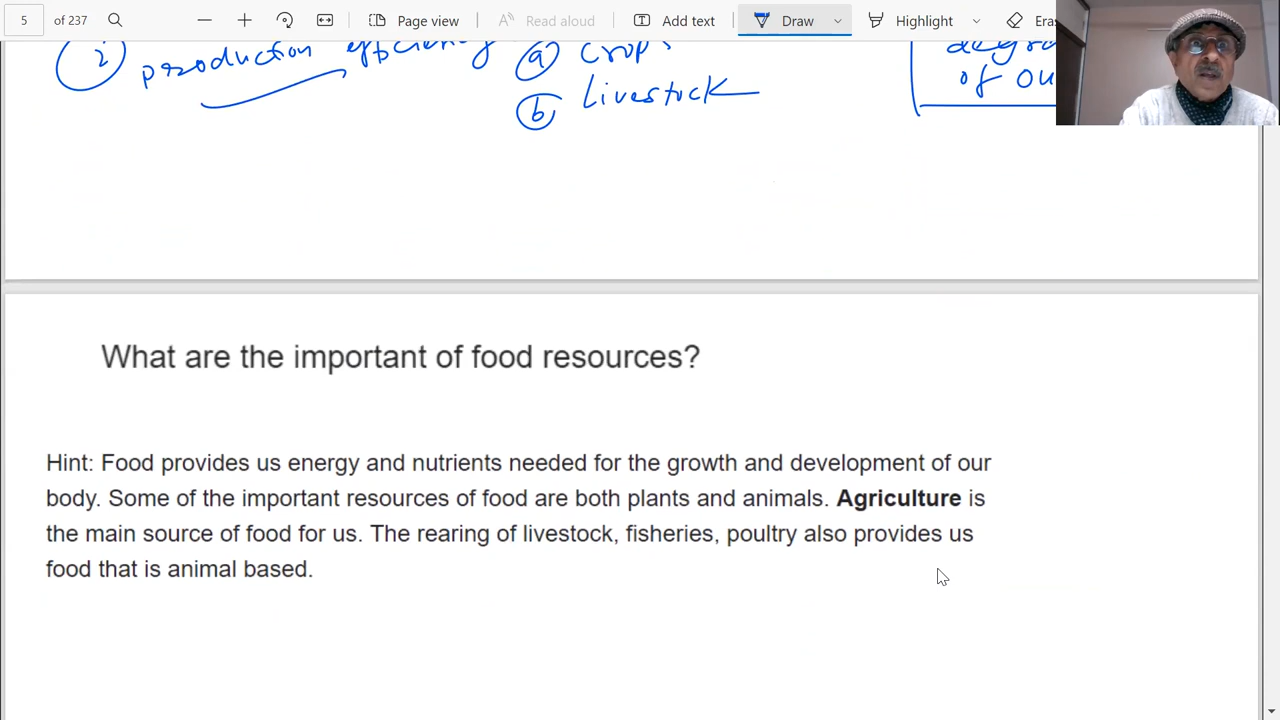 5 of 237 Page view Read aloud Add text Draw Highlight
2 production efficiency a crops
b Livestock
of
What are the important of food resources?
Hint: Food provides us energy and nutrients needed for the growth and development of our
body. Some of the important resources of food are both plants and animals. Agriculture is
the main source of food for us. The rearing of livestock, fisheries, poultry also provides us
food that is animal based.